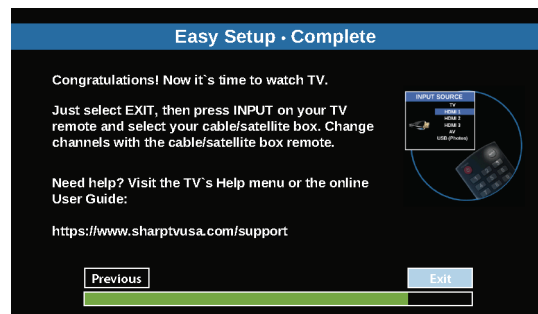 Easy Setup • Complete
Congratulations! Now it`s time to watch TV.
Just select EXIT, then press INPUT on your TV
remote and select your cable/satellite box. Change
channels with the cable/satellite box remote.
INPUT SOURCE
TV
HDMI 1
HDMI 2
HDMI 3
AV
USB (Photos)
Need help? Visit the TV`s Help menu or the online
User Guide:
https://www.sharptvusa.com/support
Previous
Exit